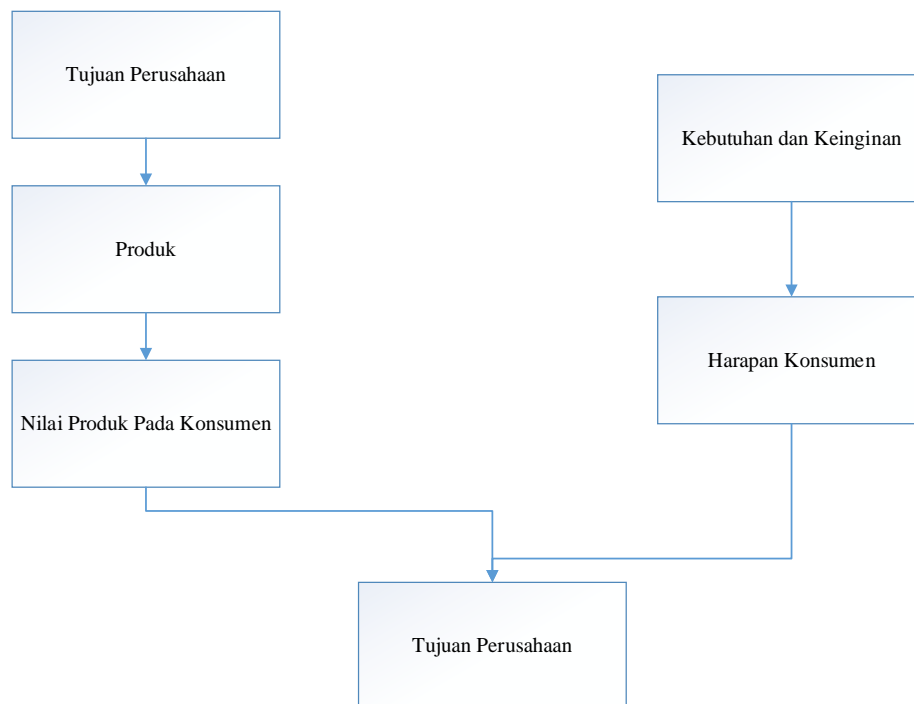 Tujuan Perusahaan
Produk
Nilai Produk Pada Konsumen
Kebutuhan dan Keinginan
Harapan Konsumen
Tujuan Perusahaan